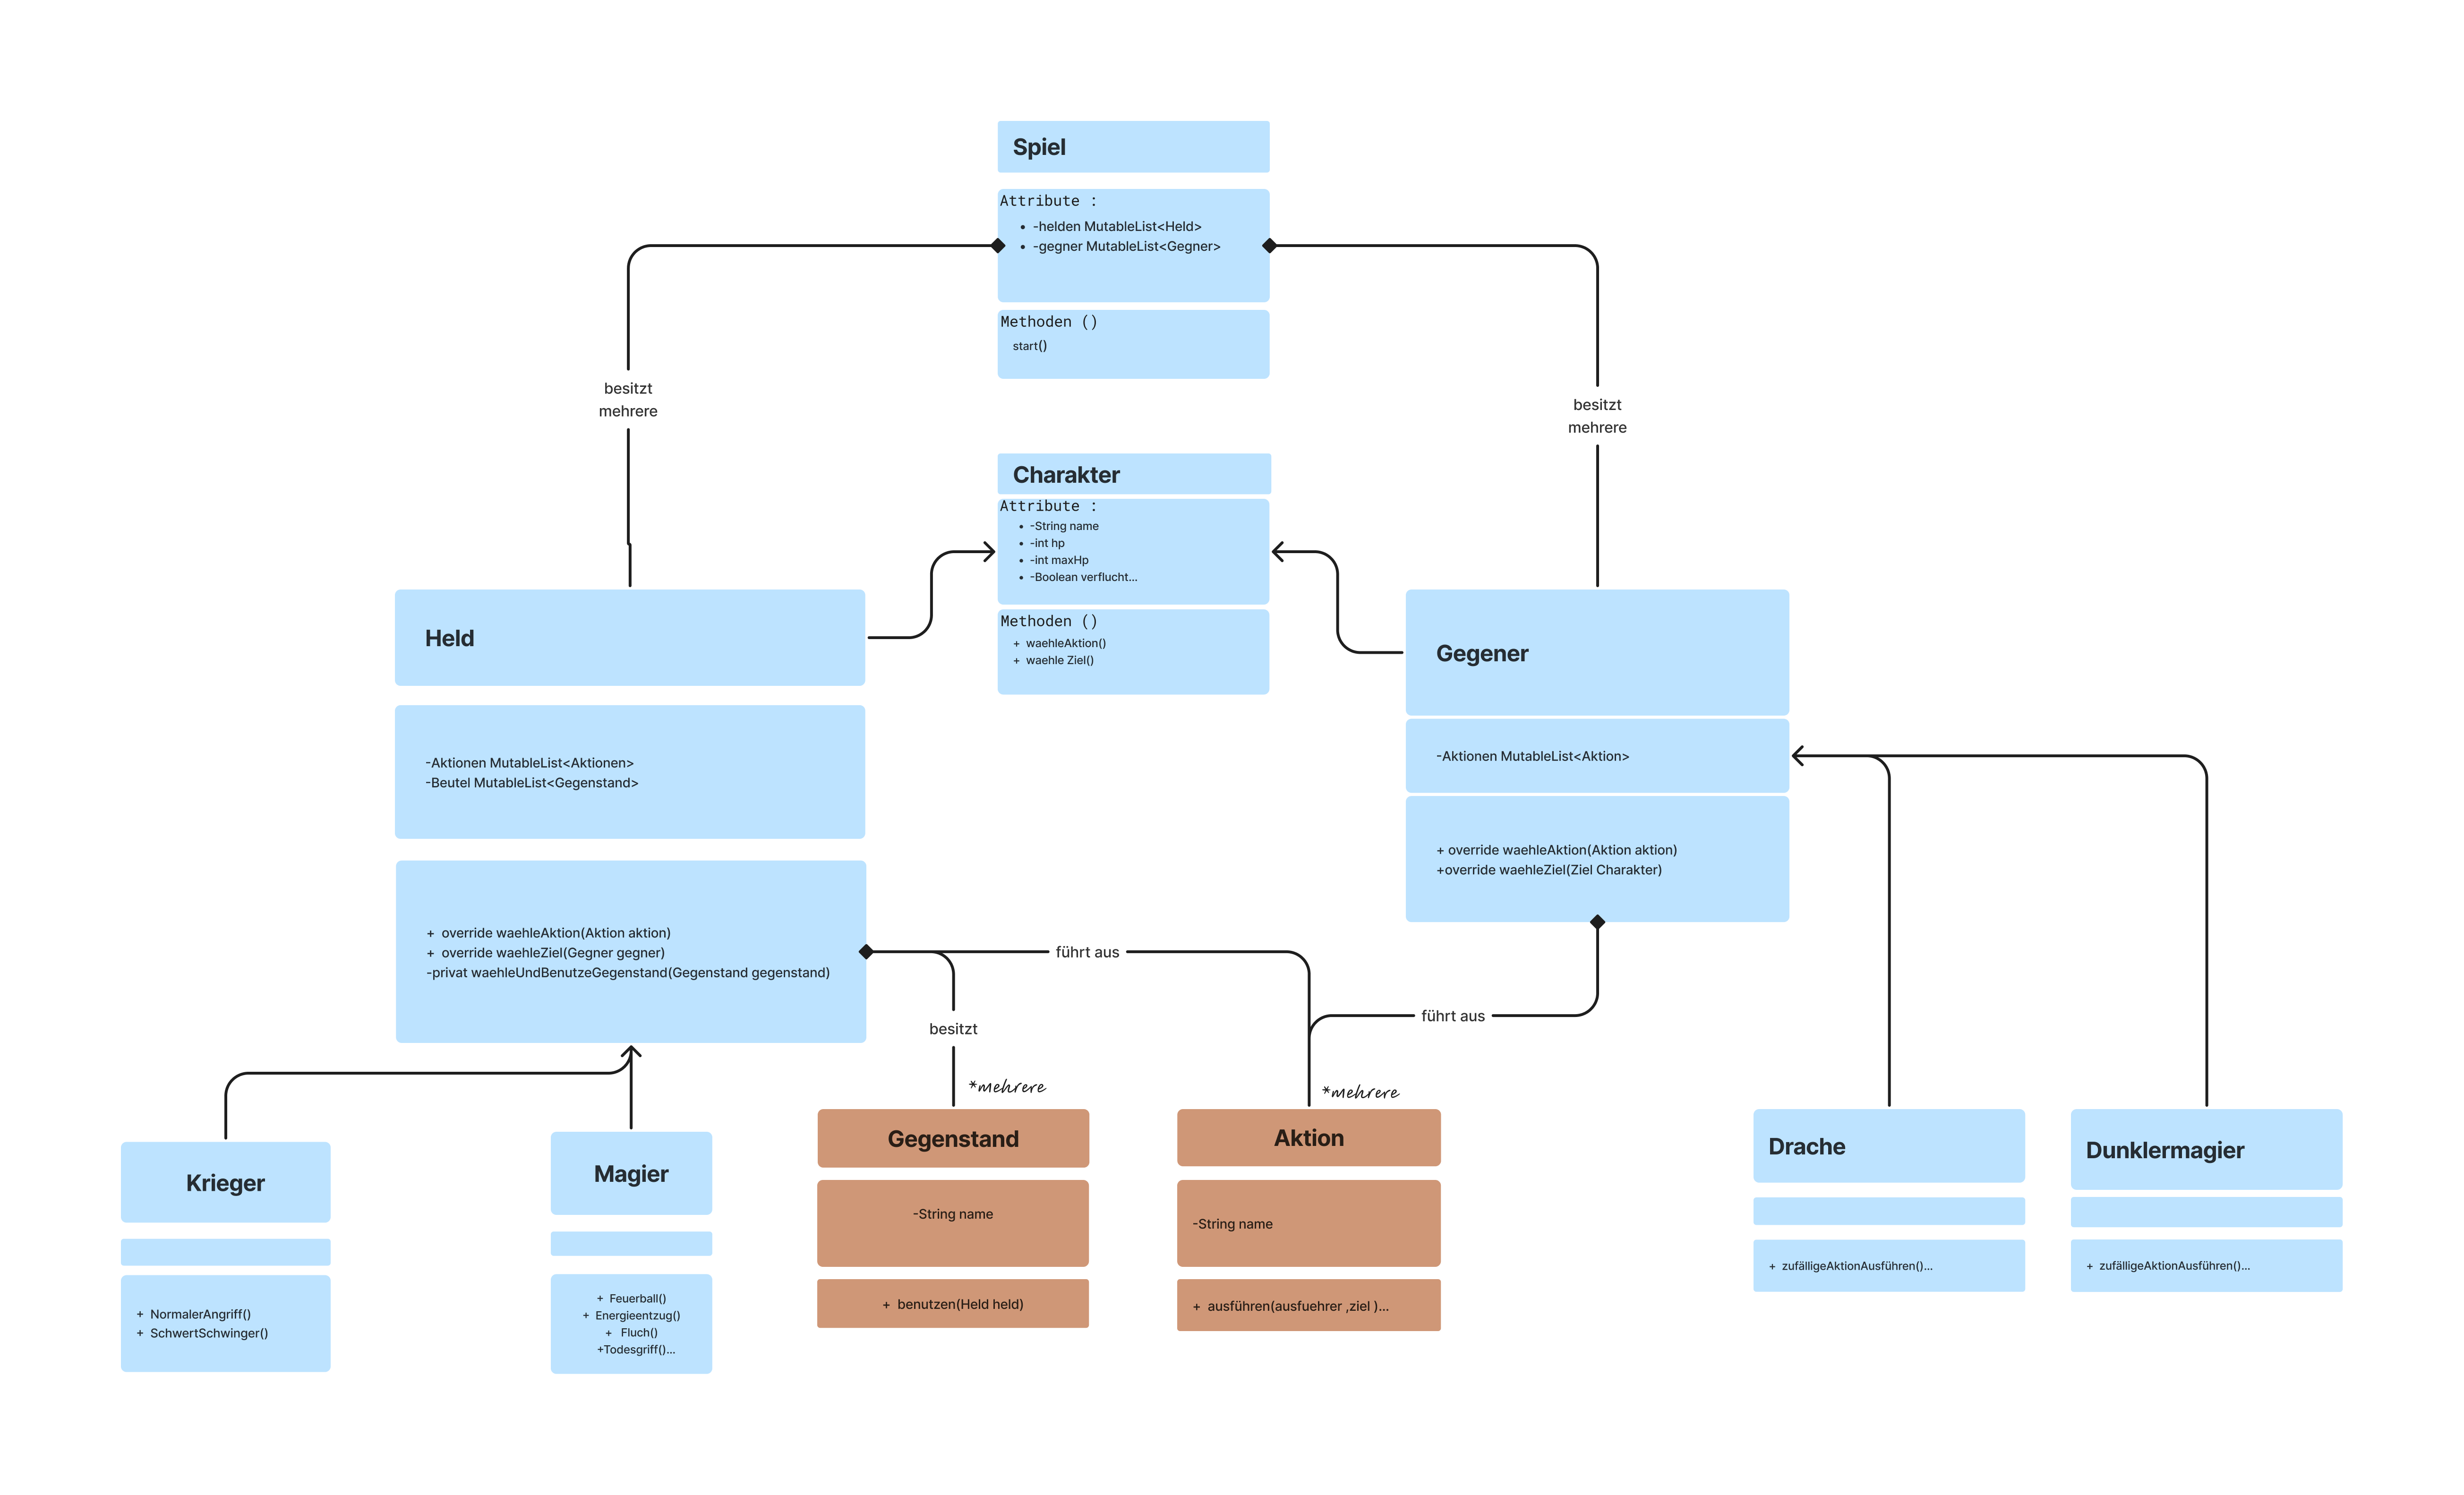 Spiel
Attribute :
• -helden MutableList<Held>
• -gegner MutableList<Gegner>
Methoden ()
start()
besitzt
mehrere
besitzt
mehrere
Charakter
Attribute :
• -String name
• -int hp
• -int maxHp
• -Boolean verflucht...
Methoden ()
+ waehleAktion()
+ waehle Ziel()
Held
-Aktionen MutableList<Aktionen>
-Beutel MutableList<Gegenstand>
+ override waehleAktion(Aktion aktion)
+ override waehleZiel(Gegner gegner)
-privat waehleUndBenutzeGegenstand(Gegenstand gegenstand)
Gegener
-Aktionen MutableList<Aktion>
+ override waehleAktion(Aktion aktion)
+override waehleZiel(Ziel Charakter)
führt aus
führt aus
besitzt
*mehrere
*mehrere
Krieger
+ NormalerAngriff()
+ SchwertSchwinger()
Magier
+ Feuerball()
+ Energieentzug()
+ Fluch()
+Todesgriff()...
Gegenstand
-String name
+ benutzen(Held held)
Aktion
-String name
+ ausführen(ausfuehrer ,ziel )...
Drache
+ zufälligeAktionAusführen()...
Dunklermagier
+ zufälligeAktionAusführen()...